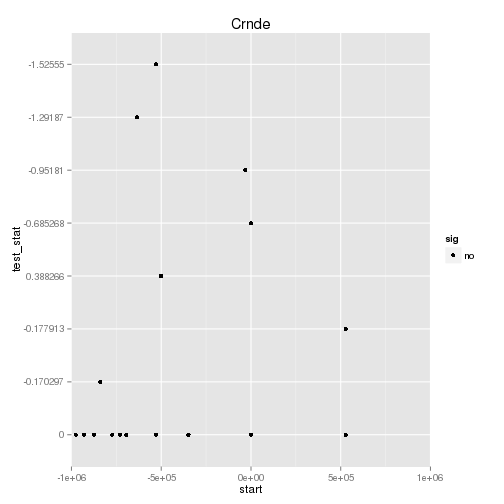 Crnde
-1.52555
-1.29187
-0.95181
-0.685268
0.388266
-0.177913
-0.170297
0
test_stat
-1e+06
-5e+05
0e+00
5e+05
1e+06
start
sig
no